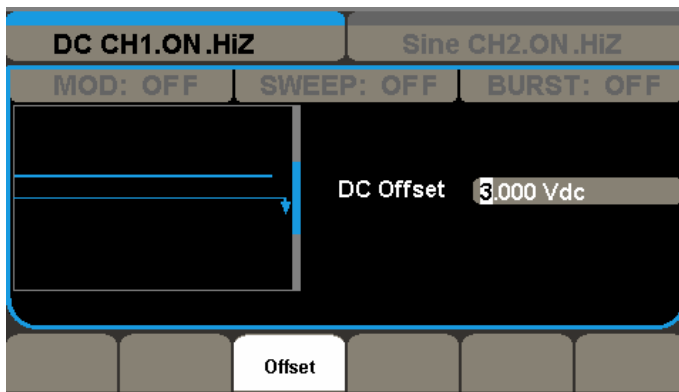 DC CH1.ON.HiZ Sine CH2.ON.HiZ
MOD: OFF SWEEP: OFF BURST: OFF
DC Offset 3.000 Vdc
Offset